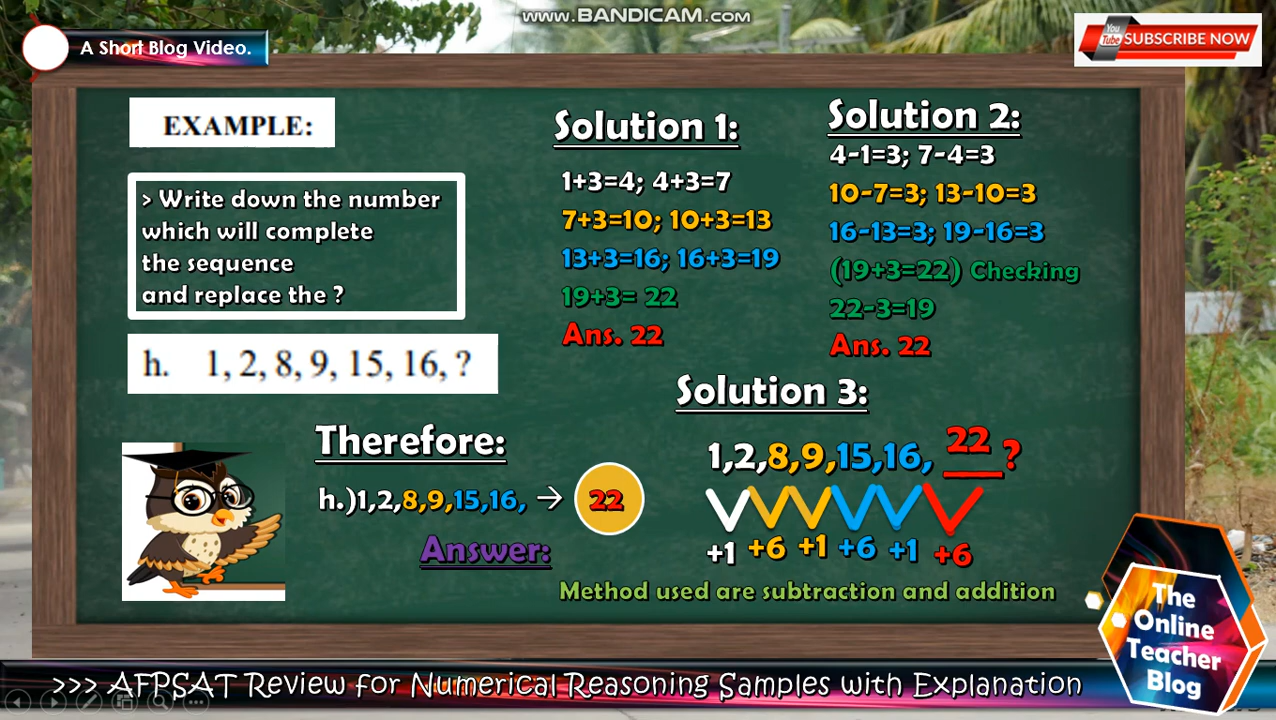 www.BANDICAM.com
A Short Blog Video.
You
Tube
SUBSCRIBE NOW
EXAMPLE:
> Write down the number
which will complete
the sequence
and replace the ?
h. 1, 2, 8, 9, 15, 16, ?
Solution 1:
1+3=4; 4+3=7
7+3=10; 10+3=13
13+3=16; 16+3=19
19+3= 22
Ans. 22
Solution 2:
4-1=3; 7-4=3
10-7=3; 13-10=3
16-13=3; 19-16=3
(19+3=22) Checking
22-3=19
Ans. 22
Solution 3:
1,2,8,9,15,16, 22 ?
+1 +6 +1 +6 +1 +6
Method used are subtraction and addition
Therefore:
h.)1,2,8,9,15,16, → 22
Answer:
The
Online
Teacher
Blog
>>> AFPSAT Review for Numerical Reasoning Samples with Explanation